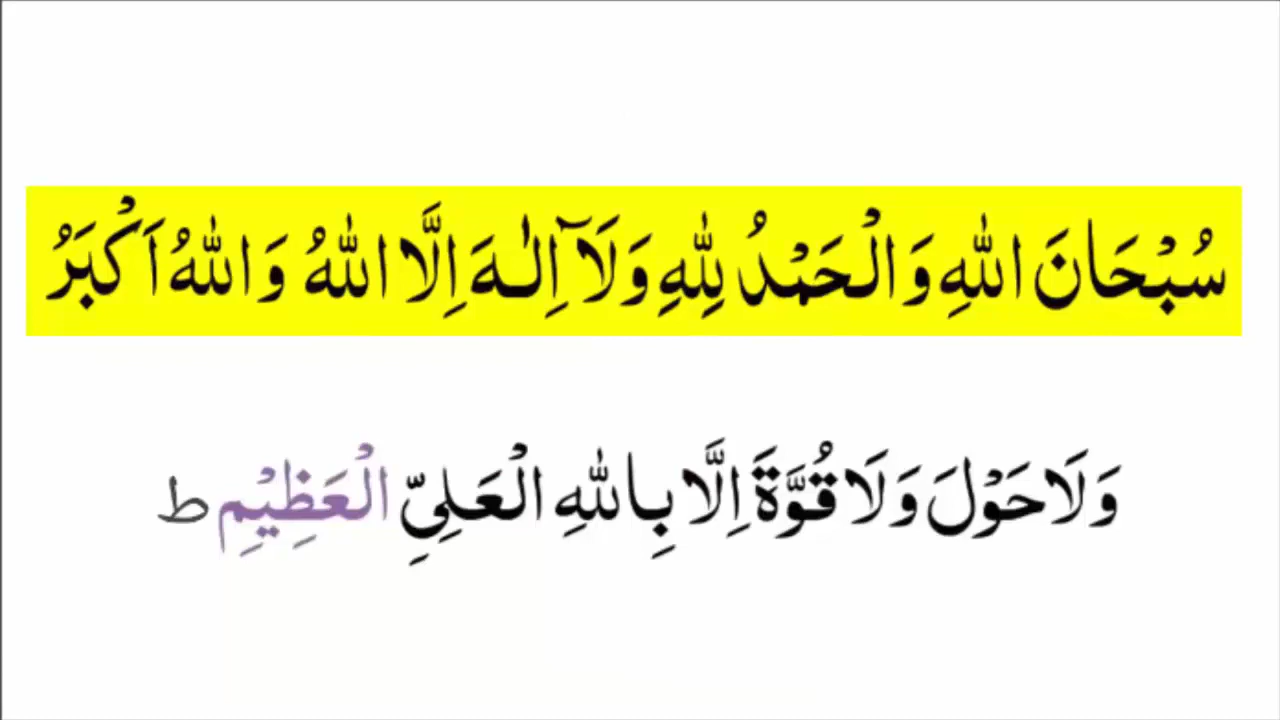 سُبْحَانَ اللهِ وَالْحَمْدُ لِلّٰهِ وَلَآ اِلٰـهَ اِلَّا اللهُ وَاللهُ اَكْبَرُ
وَلَا حَوْلَ وَلَا قُوَّةَ اِلَّا بِاللهِ الْعَلِيِّ الْعَظِيْمِ ط